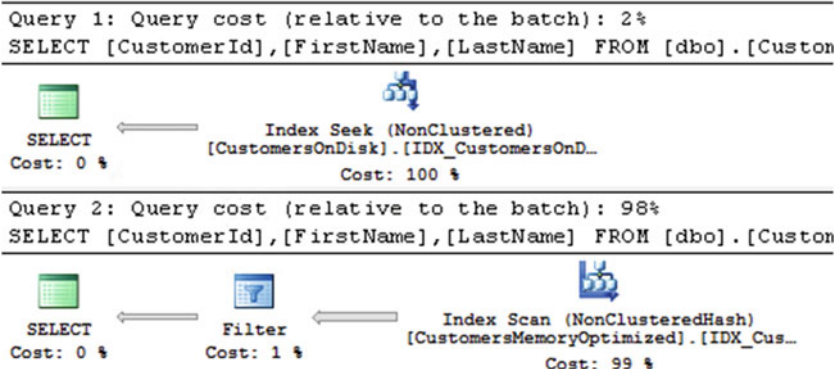 Query 1: Query cost (relative to the batch): 2%
SELECT [CustomerId],[FirstName],[LastName] FROM [dbo].[Custom
SELECT
Cost: 0 %
Index Seek (NonClustered)
[CustomersOnDisk].[IDX_CustomersOnD…
Cost: 100 %
Query 2: Query cost (relative to the batch): 98%
SELECT [CustomerId],[FirstName],[LastName] FROM [dbo].[Custom
SELECT
Cost: 0 %
Filter
Cost: 1 %
Index Scan (NonClusteredHash)
[CustomersMemoryOptimized].[IDX_Cus…
Cost: 99 %